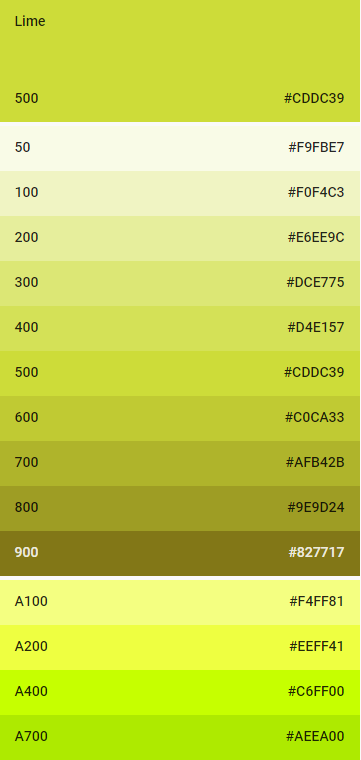 Lime
500 #CDDC39
50 #F9FBE7
100 #F0F4C3
200 #E6EE9C
300 #DCE775
400 #D4E157
500 #CDDC39
600 #C0CA33
700 #AFB42B
800 #9E9D24
900 #827717
A100 #F4FF81
A200 #EEFF41
A400 #C6FF00
A700 #AEEA00